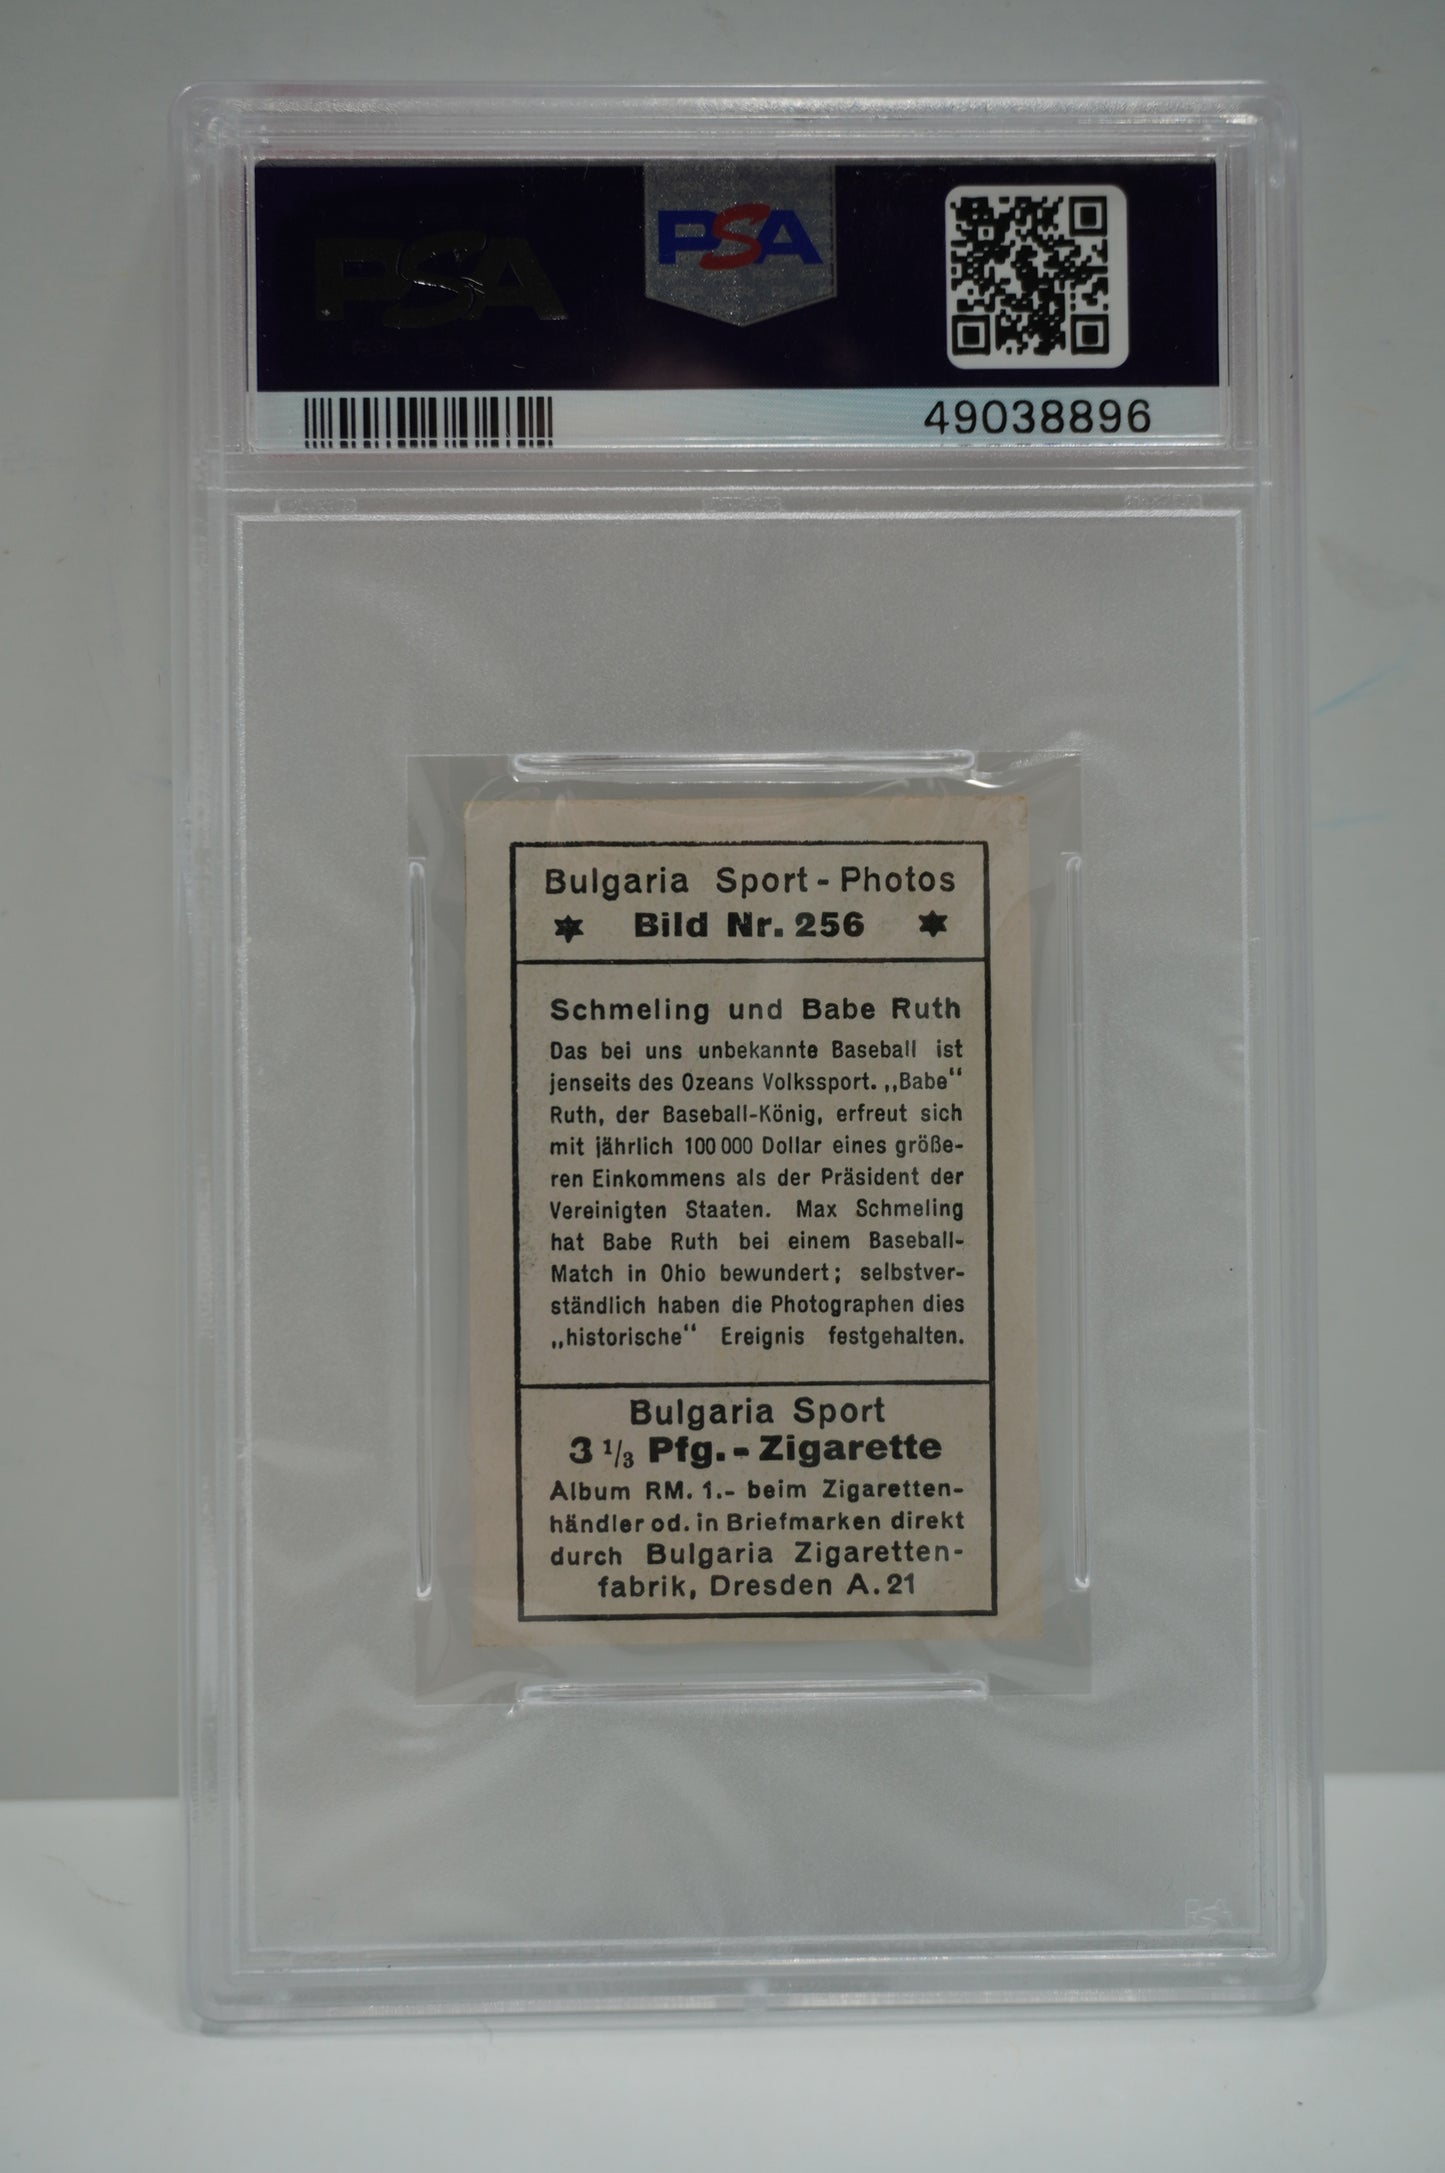 PSA
PSA
49038896
Bulgaria Sport - Photos
Bild Nr. 256
Schmeling und Babe Ruth
Das bei uns unbekannte Baseball ist
jenseits des Ozeans Volkssport. „Babe“
Ruth, der Baseball-König, erfreut sich
mit jährlich 100 000 Dollar eines größe-
ren Einkommens als der Präsident der
Vereinigten Staaten. Max Schmeling
hat Babe Ruth bei einem Baseball-
Match in Ohio bewundert; selbstver-
ständlich haben die Photographen dies
„historische“ Ereignis festgehalten.
Bulgaria Sport
3 1/3 Pfg. - Zigarette
Album RM. 1.- beim Zigaretten-
händler od. in Briefmarken direkt
durch Bulgaria Zigaretten-
fabrik, Dresden A. 21
PSA